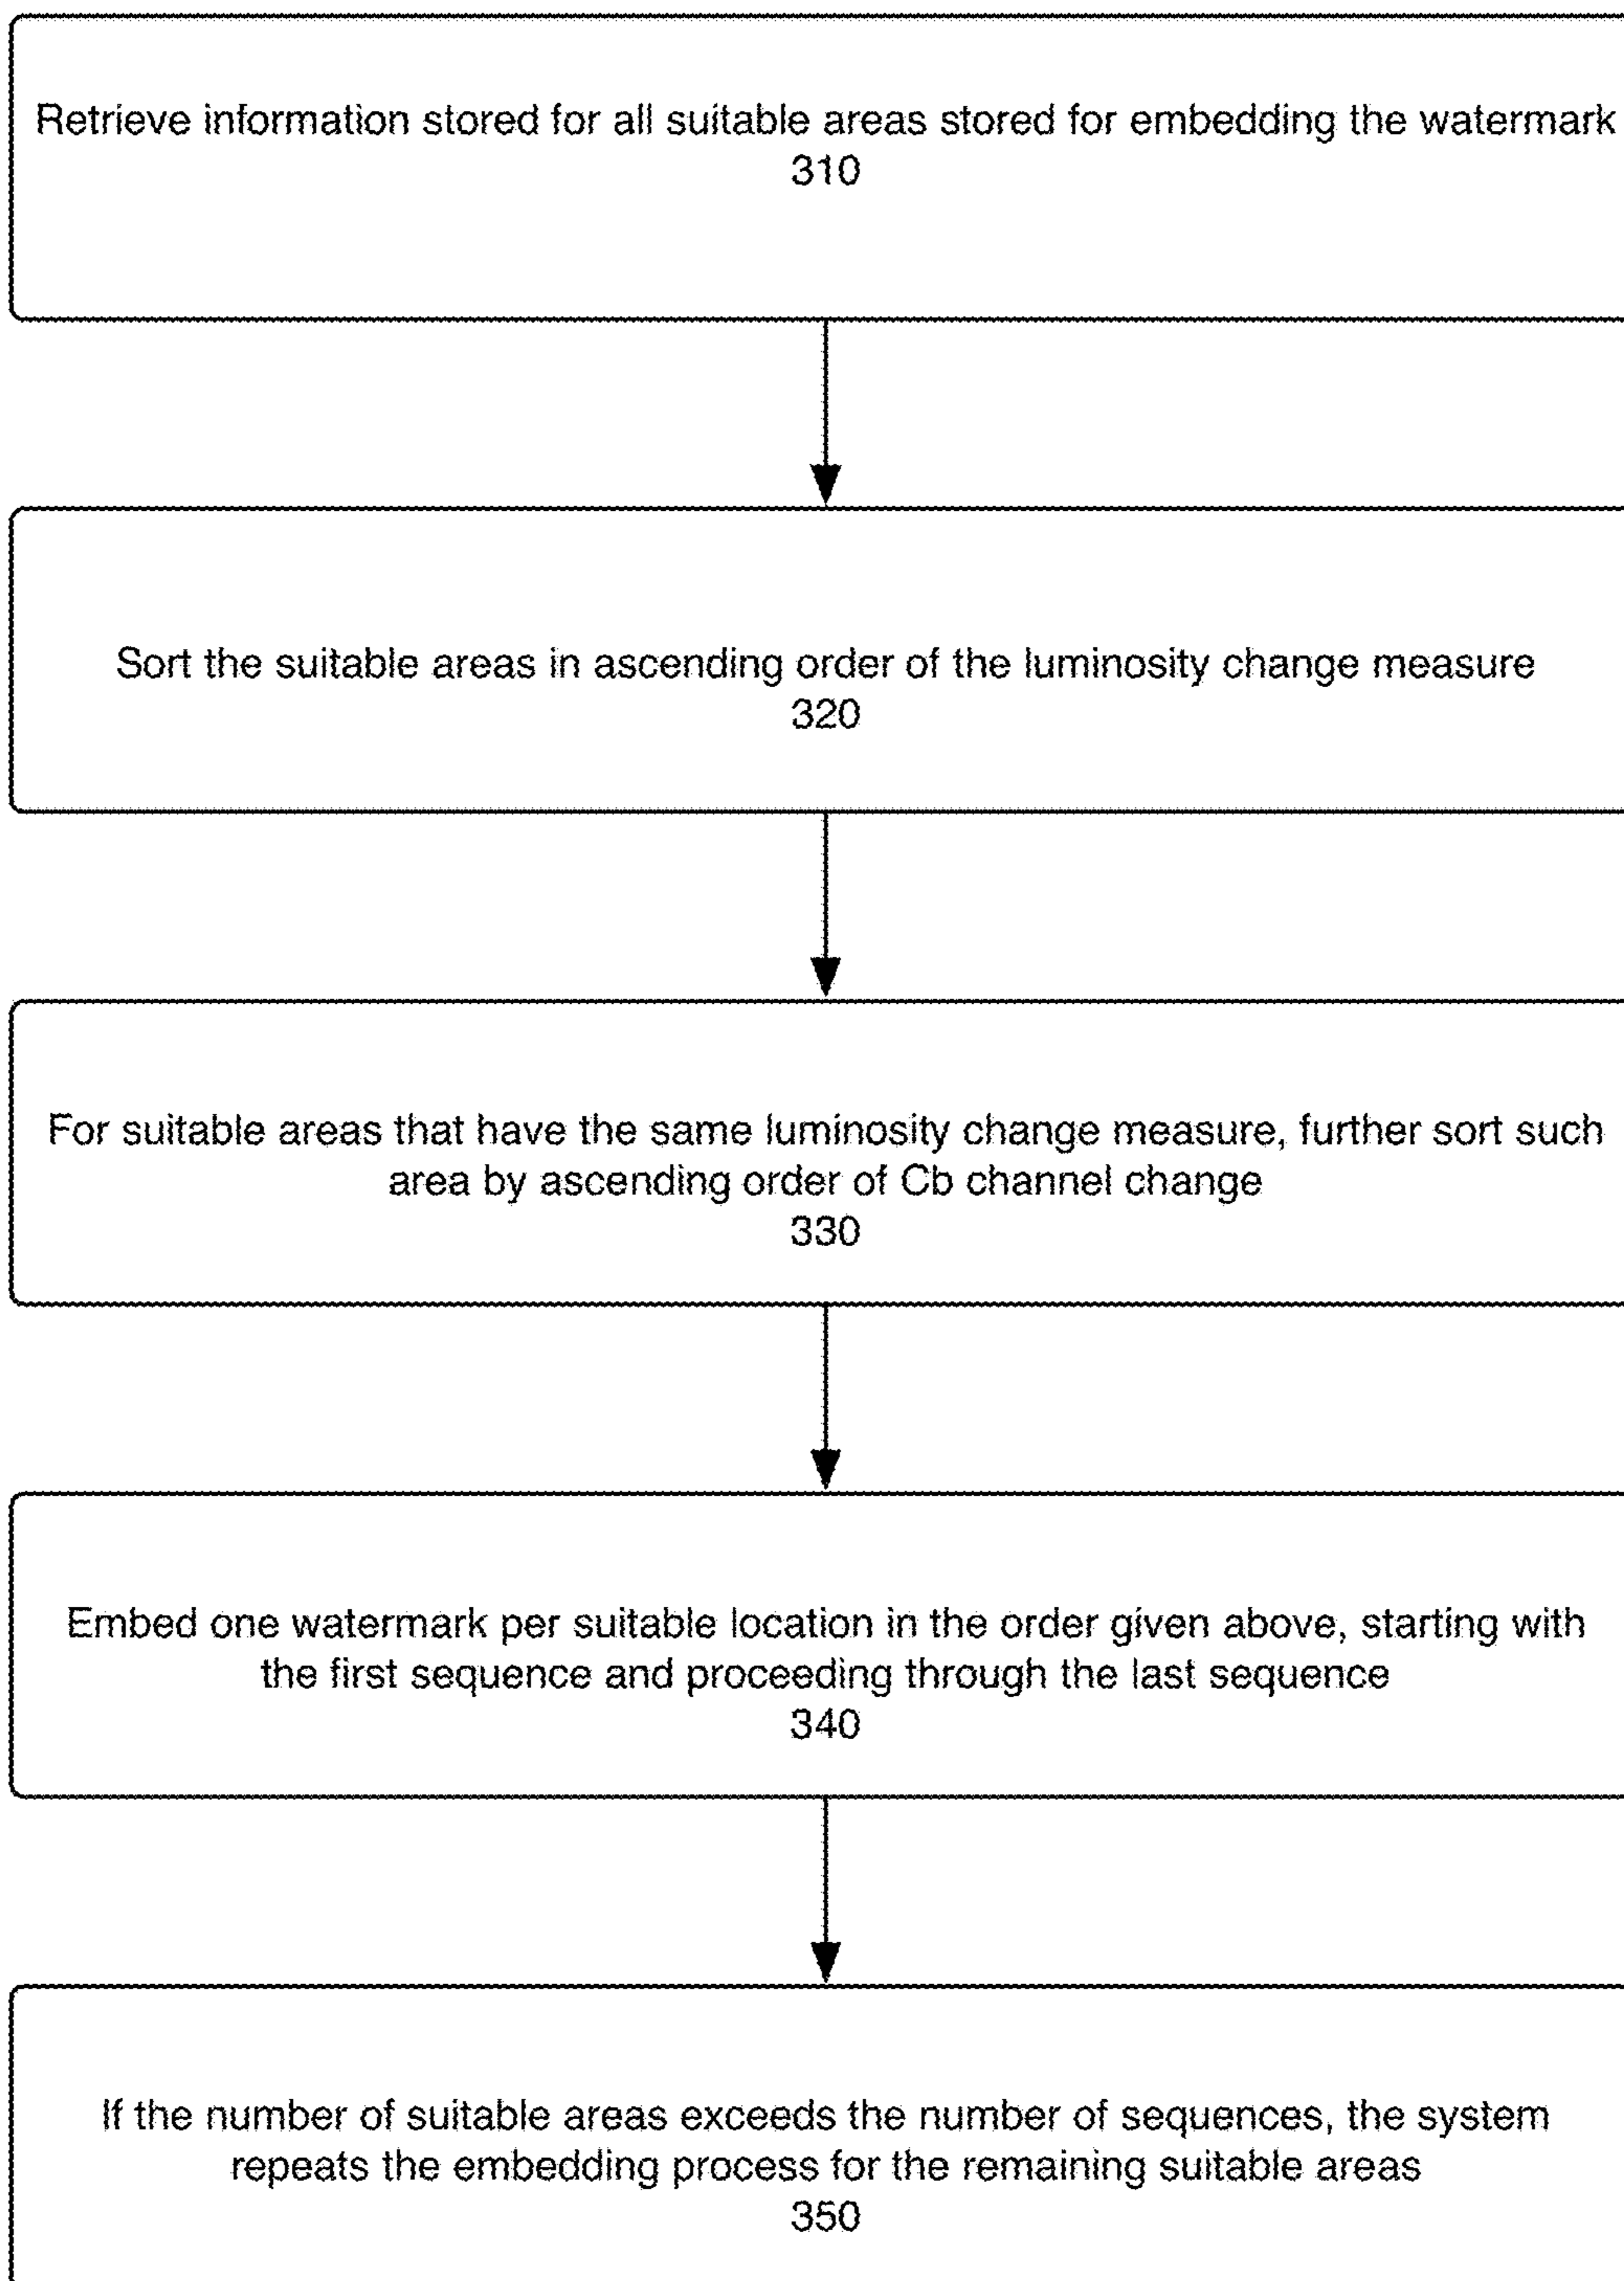 Retrieve information stored for all suitable areas stored for embedding the watermark
310
Sort the suitable areas in ascending order of the luminosity change measure
320
For suitable areas that have the same luminosity change measure, further sort such
area by ascending order of Cb channel change
330
Embed one watermark per suitable location in the order given above, starting with
the first sequence and proceeding through the last sequence
340
If the number of suitable areas exceeds the number of sequences, the system
repeats the embedding process for the remaining suitable areas
350